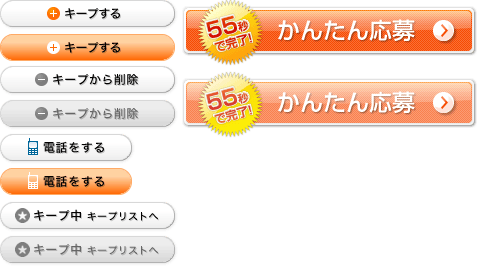 キープする
キープする
キープから削除
キープから削除
電話をする
電話をする
キープ中 キープリストへ
キープ中 キープリストへ
55秒で完了! かんたん応募
55秒で完了! かんたん応募